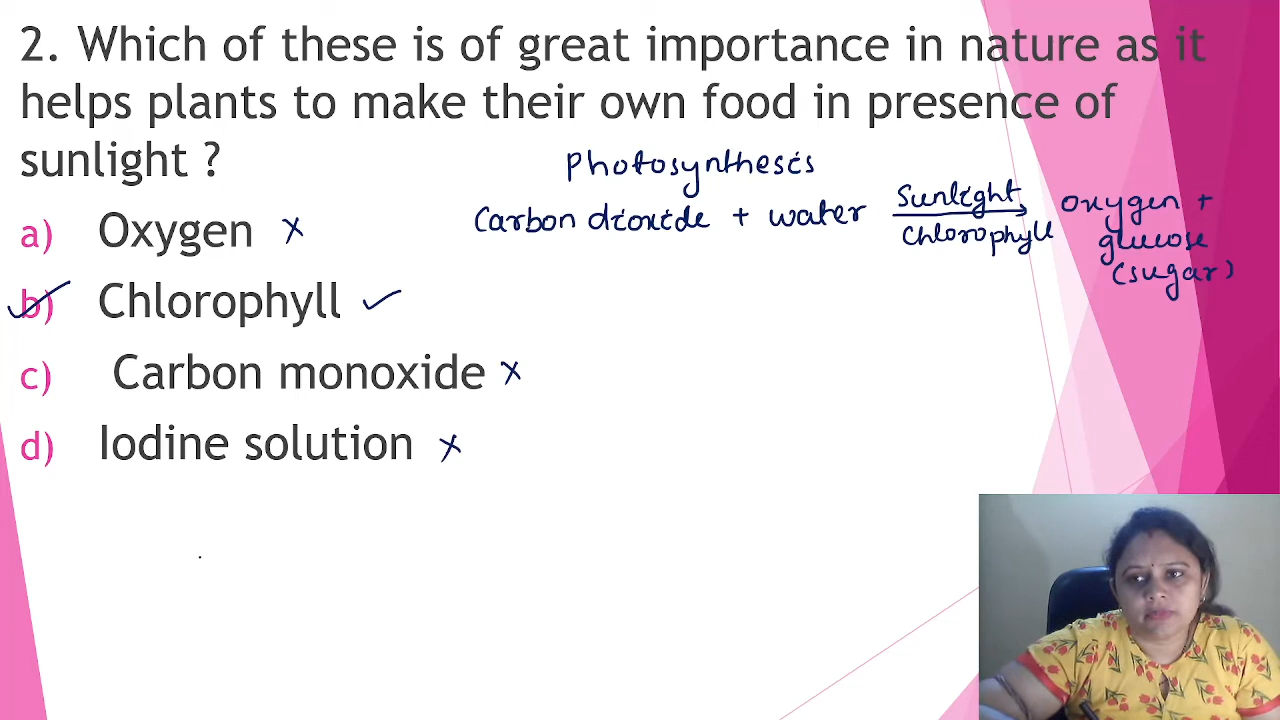 2. Which of these is of great importance in nature as it
helps plants to make their own food in presence of
sunlight ?
Photosynthesis
Carbon dioxide + water
Sunlight
Chlorophyll
Oxygen +
glucose
(sugar)
a) Oxygen x
b) Chlorophyll ✓
c) Carbon monoxide x
d) Iodine solution x